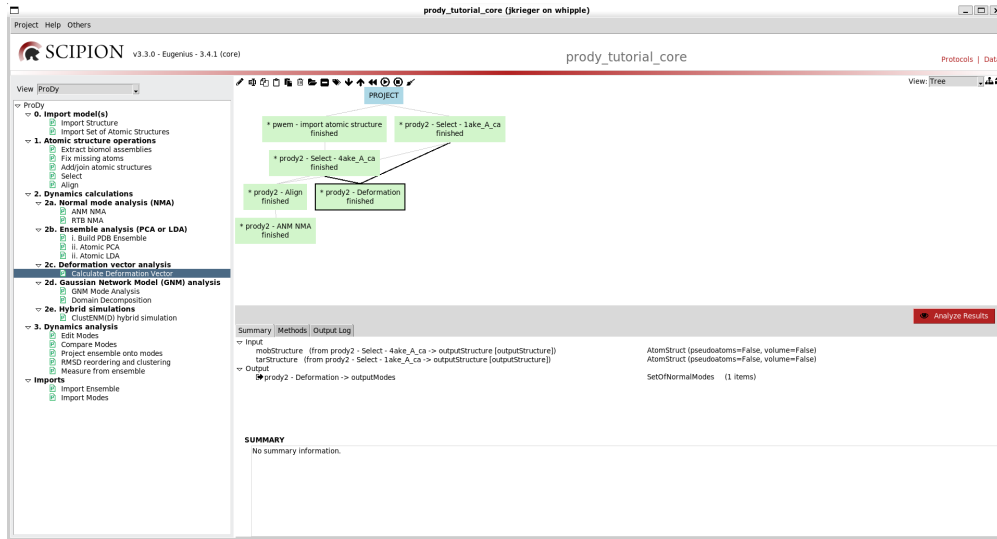 prody_tutorial_core (jkrieger on whipple)
Project Help Others
SCIPION v3.3.0 - Eugenius - 3.4.1 (core)
prody_tutorial_core
Protocols | Data
View ProDy
View: Tree
ProDy
0. Import model(s)
Import Structure
Import Set of Atomic Structures
1. Atomic structure operations
Extract biomol assemblies
Fix missing atoms
Add/join atomic structures
Select
Align
2. Dynamics calculations
2a. Normal mode analysis (NMA)
ANM NMA
RTB NMA
2b. Ensemble analysis (PCA or LDA)
i. Build PDB Ensemble
ii. Atomic PCA
ii. Atomic LDA
2c. Deformation vector analysis
Calculate Deformation Vector
2d. Gaussian Network Model (GNM) analysis
GNM Mode Analysis
Domain Decomposition
2e. Hybrid simulations
ClustENM(D) hybrid simulation
3. Dynamics analysis
Edit Modes
Compare Modes
Project ensemble onto modes
RMSD reordering and clustering
Measure from ensemble
Imports
Import Ensemble
Import Modes
PROJECT
* pwem - import atomic structure
finished
* prody2 - Select - 1ake_A_ca
finished
* prody2 - Select - 4ake_A_ca
finished
* prody2 - Align
finished
* prody2 - Deformation
finished
* prody2 - ANM NMA
finished
Analyze Results
Summary Methods Output Log
Input
mobStructure (from prody2 - Select - 4ake_A_ca -> outputStructure [outputStructure]) AtomStruct (pseudoatoms=False, volume=False)
tarStructure (from prody2 - Select - 1ake_A_ca -> outputStructure [outputStructure]) AtomStruct (pseudoatoms=False, volume=False)
Output
prody2 - Deformation -> outputModes SetOfNormalModes (1 items)
SUMMARY
No summary information.